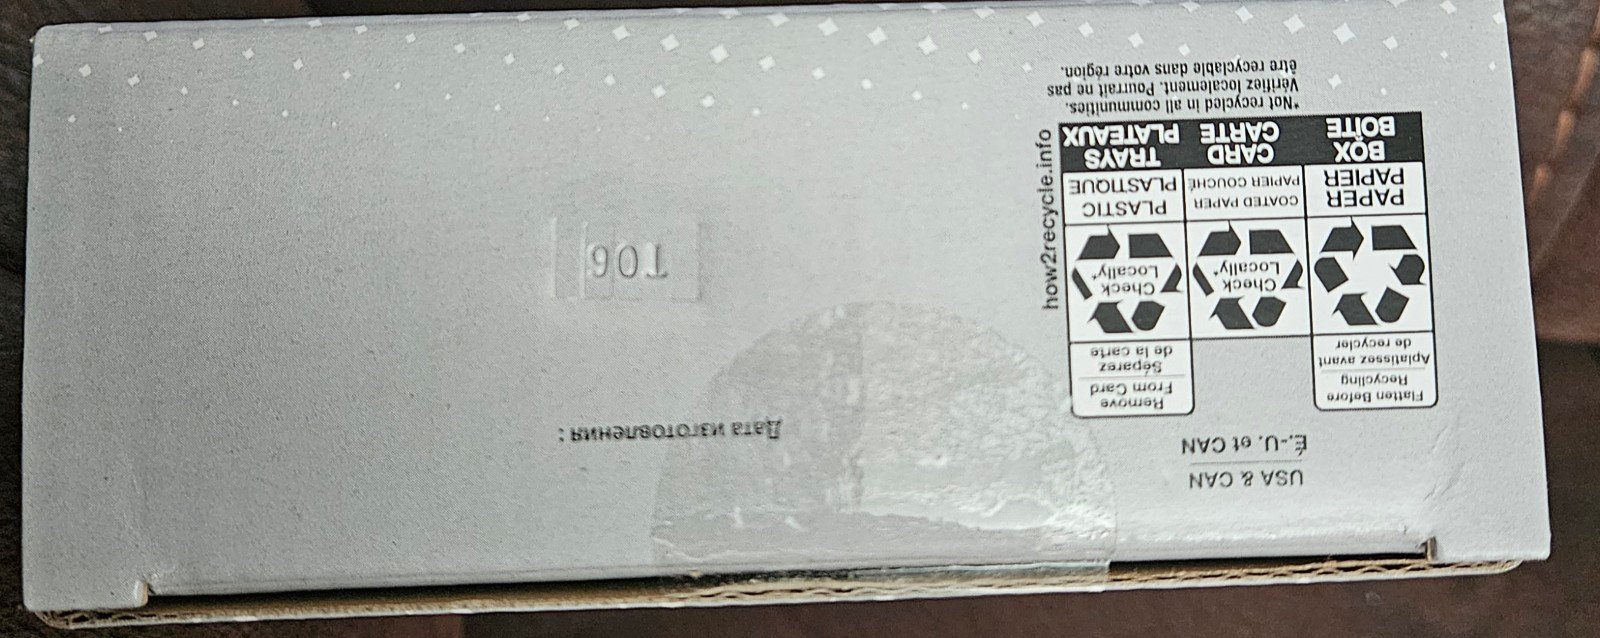 USA & CAN
É.-U. et CAN
Flatten Before
Recycling
Aplatissez avant
de recycler
Remove
From Card
Séparez
de la carte
Check
Locally*
Check
Locally*
PAPER
PAPIER
COATED PAPER
PAPIER COUCHÉ
PLASTIC
PLASTIQUE
BOX
BOÎTE
CARD
CARTE
TRAYS
PLATEAUX
how2recycle.info
*Not recycled in all communities.
Vérifiez localement. Pourrait ne pas
être recyclable dans votre région.
Дата изготовления :
T06